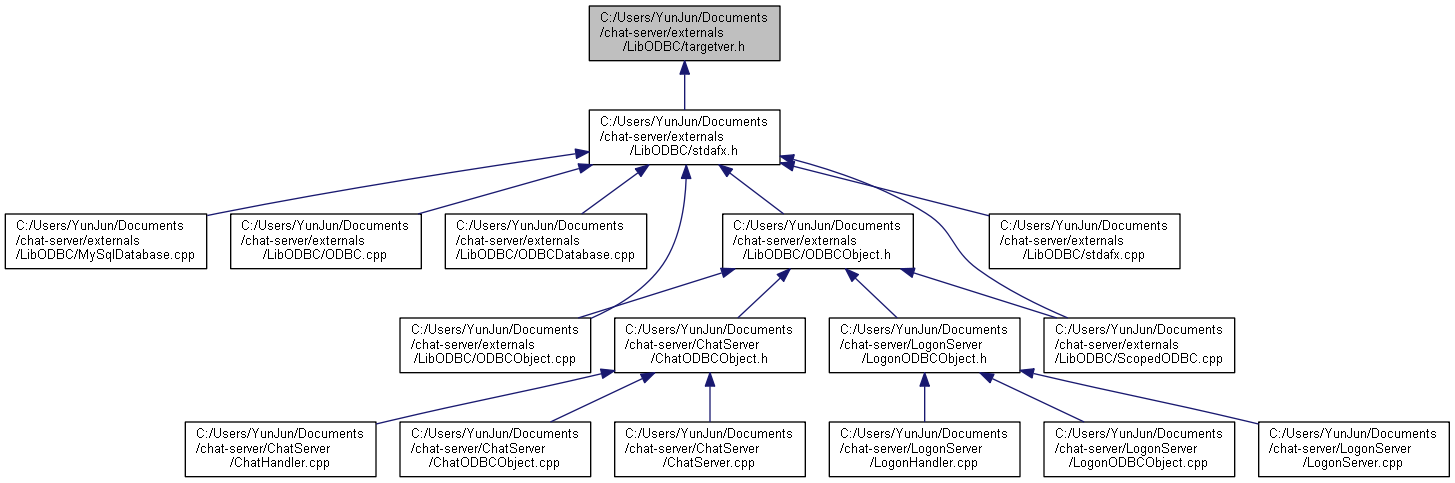 C:/Users/YunJun/Documents
/chat-server/externals
/LibODBC/targetver.h
C:/Users/YunJun/Documents
/chat-server/externals
/LibODBC/stdafx.h
C:/Users/YunJun/Documents
/chat-server/externals
/LibODBC/MySqlDatabase.cpp
C:/Users/YunJun/Documents
/chat-server/externals
/LibODBC/ODBC.cpp
C:/Users/YunJun/Documents
/chat-server/externals
/LibODBC/ODBCDatabase.cpp
C:/Users/YunJun/Documents
/chat-server/externals
/LibODBC/ODBCObject.h
C:/Users/YunJun/Documents
/chat-server/externals
/LibODBC/stdafx.cpp
C:/Users/YunJun/Documents
/chat-server/externals
/LibODBC/ODBCObject.cpp
C:/Users/YunJun/Documents
/chat-server/ChatServer
/ChatODBCObject.h
C:/Users/YunJun/Documents
/chat-server/LogonServer
/LogonODBCObject.h
C:/Users/YunJun/Documents
/chat-server/externals
/LibODBC/ScopedODBC.cpp
C:/Users/YunJun/Documents
/chat-server/ChatServer
/ChatHandler.cpp
C:/Users/YunJun/Documents
/chat-server/ChatServer
/ChatODBCObject.cpp
C:/Users/YunJun/Documents
/chat-server/ChatServer
/ChatServer.cpp
C:/Users/YunJun/Documents
/chat-server/LogonServer
/LogonHandler.cpp
C:/Users/YunJun/Documents
/chat-server/LogonServer
/LogonODBCObject.cpp
C:/Users/YunJun/Documents
/chat-server/LogonServer
/LogonServer.cpp